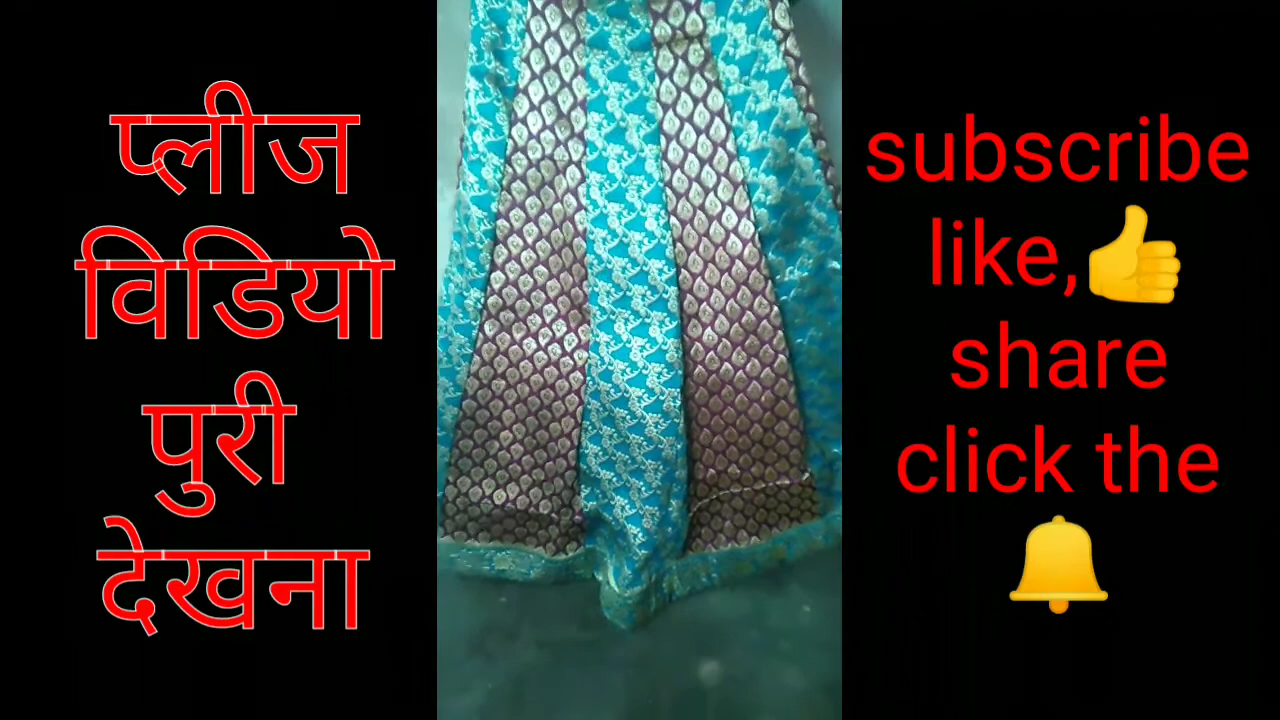 प्लीज
विडियो
पुरी
देखना
subscribe
like,👍
share
click the
🔔